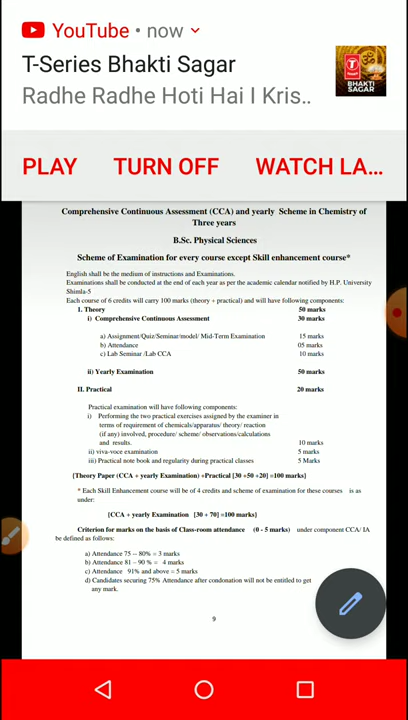 YouTube • now
T-Series Bhakti Sagar
Radhe Radhe Hoti Hai I Kris..
T
BHAKTI
SAGAR
PLAY TURN OFF WATCH LA...
Comprehensive Continuous Assessment (CCA) and yearly Scheme in Chemistry of
Three years
B.Sc. Physical Sciences
Scheme of Examination for every course except Skill enhancement course*
English shall be the medium of instructions and Examinations.
Examinations shall be conducted at the end of each year as per the academic calendar notified by H.P. University
Shimla-5
Each course of 6 credits will carry 100 marks (theory + practical) and will have following components:
I. Theory 50 marks
i) Comprehensive Continuous Assessment 30 marks
a) Assignment/Quiz/Seminar/model/ Mid-Term Examination 15 marks
b) Attendance 05 marks
c) Lab Seminar /Lab CCA 10 marks
ii) Yearly Examination 50 marks
II. Practical 20 marks
Practical examination will have following components:
i) Performing the two practical exercises assigned by the examiner in
terms of requirement of chemicals/apparatus/ theory/ reaction
(if any) involved, procedure/ scheme/ observations/calculations
and results. 10 marks
ii) viva-voce examination 5 marks
iii) Practical note book and regularity during practical classes 5 Marks
[Theory Paper (CCA + yearly Examination) +Practical [30 +50 +20] =100 marks]
* Each Skill Enhancement course will be of 4 credits and scheme of examination for these courses is as
under:
[CCA + yearly Examination [30 + 70] =100 marks]
Criterion for marks on the basis of Class-room attendance (0 - 5 marks) under component CCA/ IA
be defined as follows:
a) Attendance 75 -- 80% = 3 marks
b) Attendance 81 – 90 % = 4 marks
c) Attendance 91% and above = 5 marks
d) Candidates securing 75% Attendance after condonation will not be entitled to get
any mark.
9